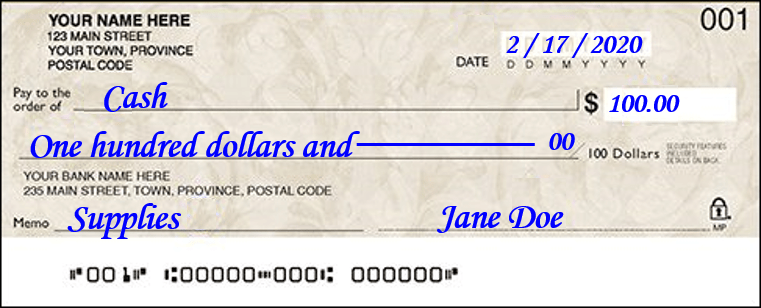 YOUR NAME HERE 001
123 MAIN STREET
YOUR TOWN, PROVINCE
POSTAL CODE
DATE 2 / 17 / 2020
D D M M Y Y Y Y
Pay to the order of Cash $ 100.00
One hundred dollars and 00 / 100 Dollars SECURITY FEATURES INCLUDED DETAILS ON BACK
YOUR BANK NAME HERE
235 MAIN STREET, TOWN, PROVINCE, POSTAL CODE
Memo Supplies Jane Doe MP
⑈001⑈ ⑆00000⑉000⑆ 000000⑈